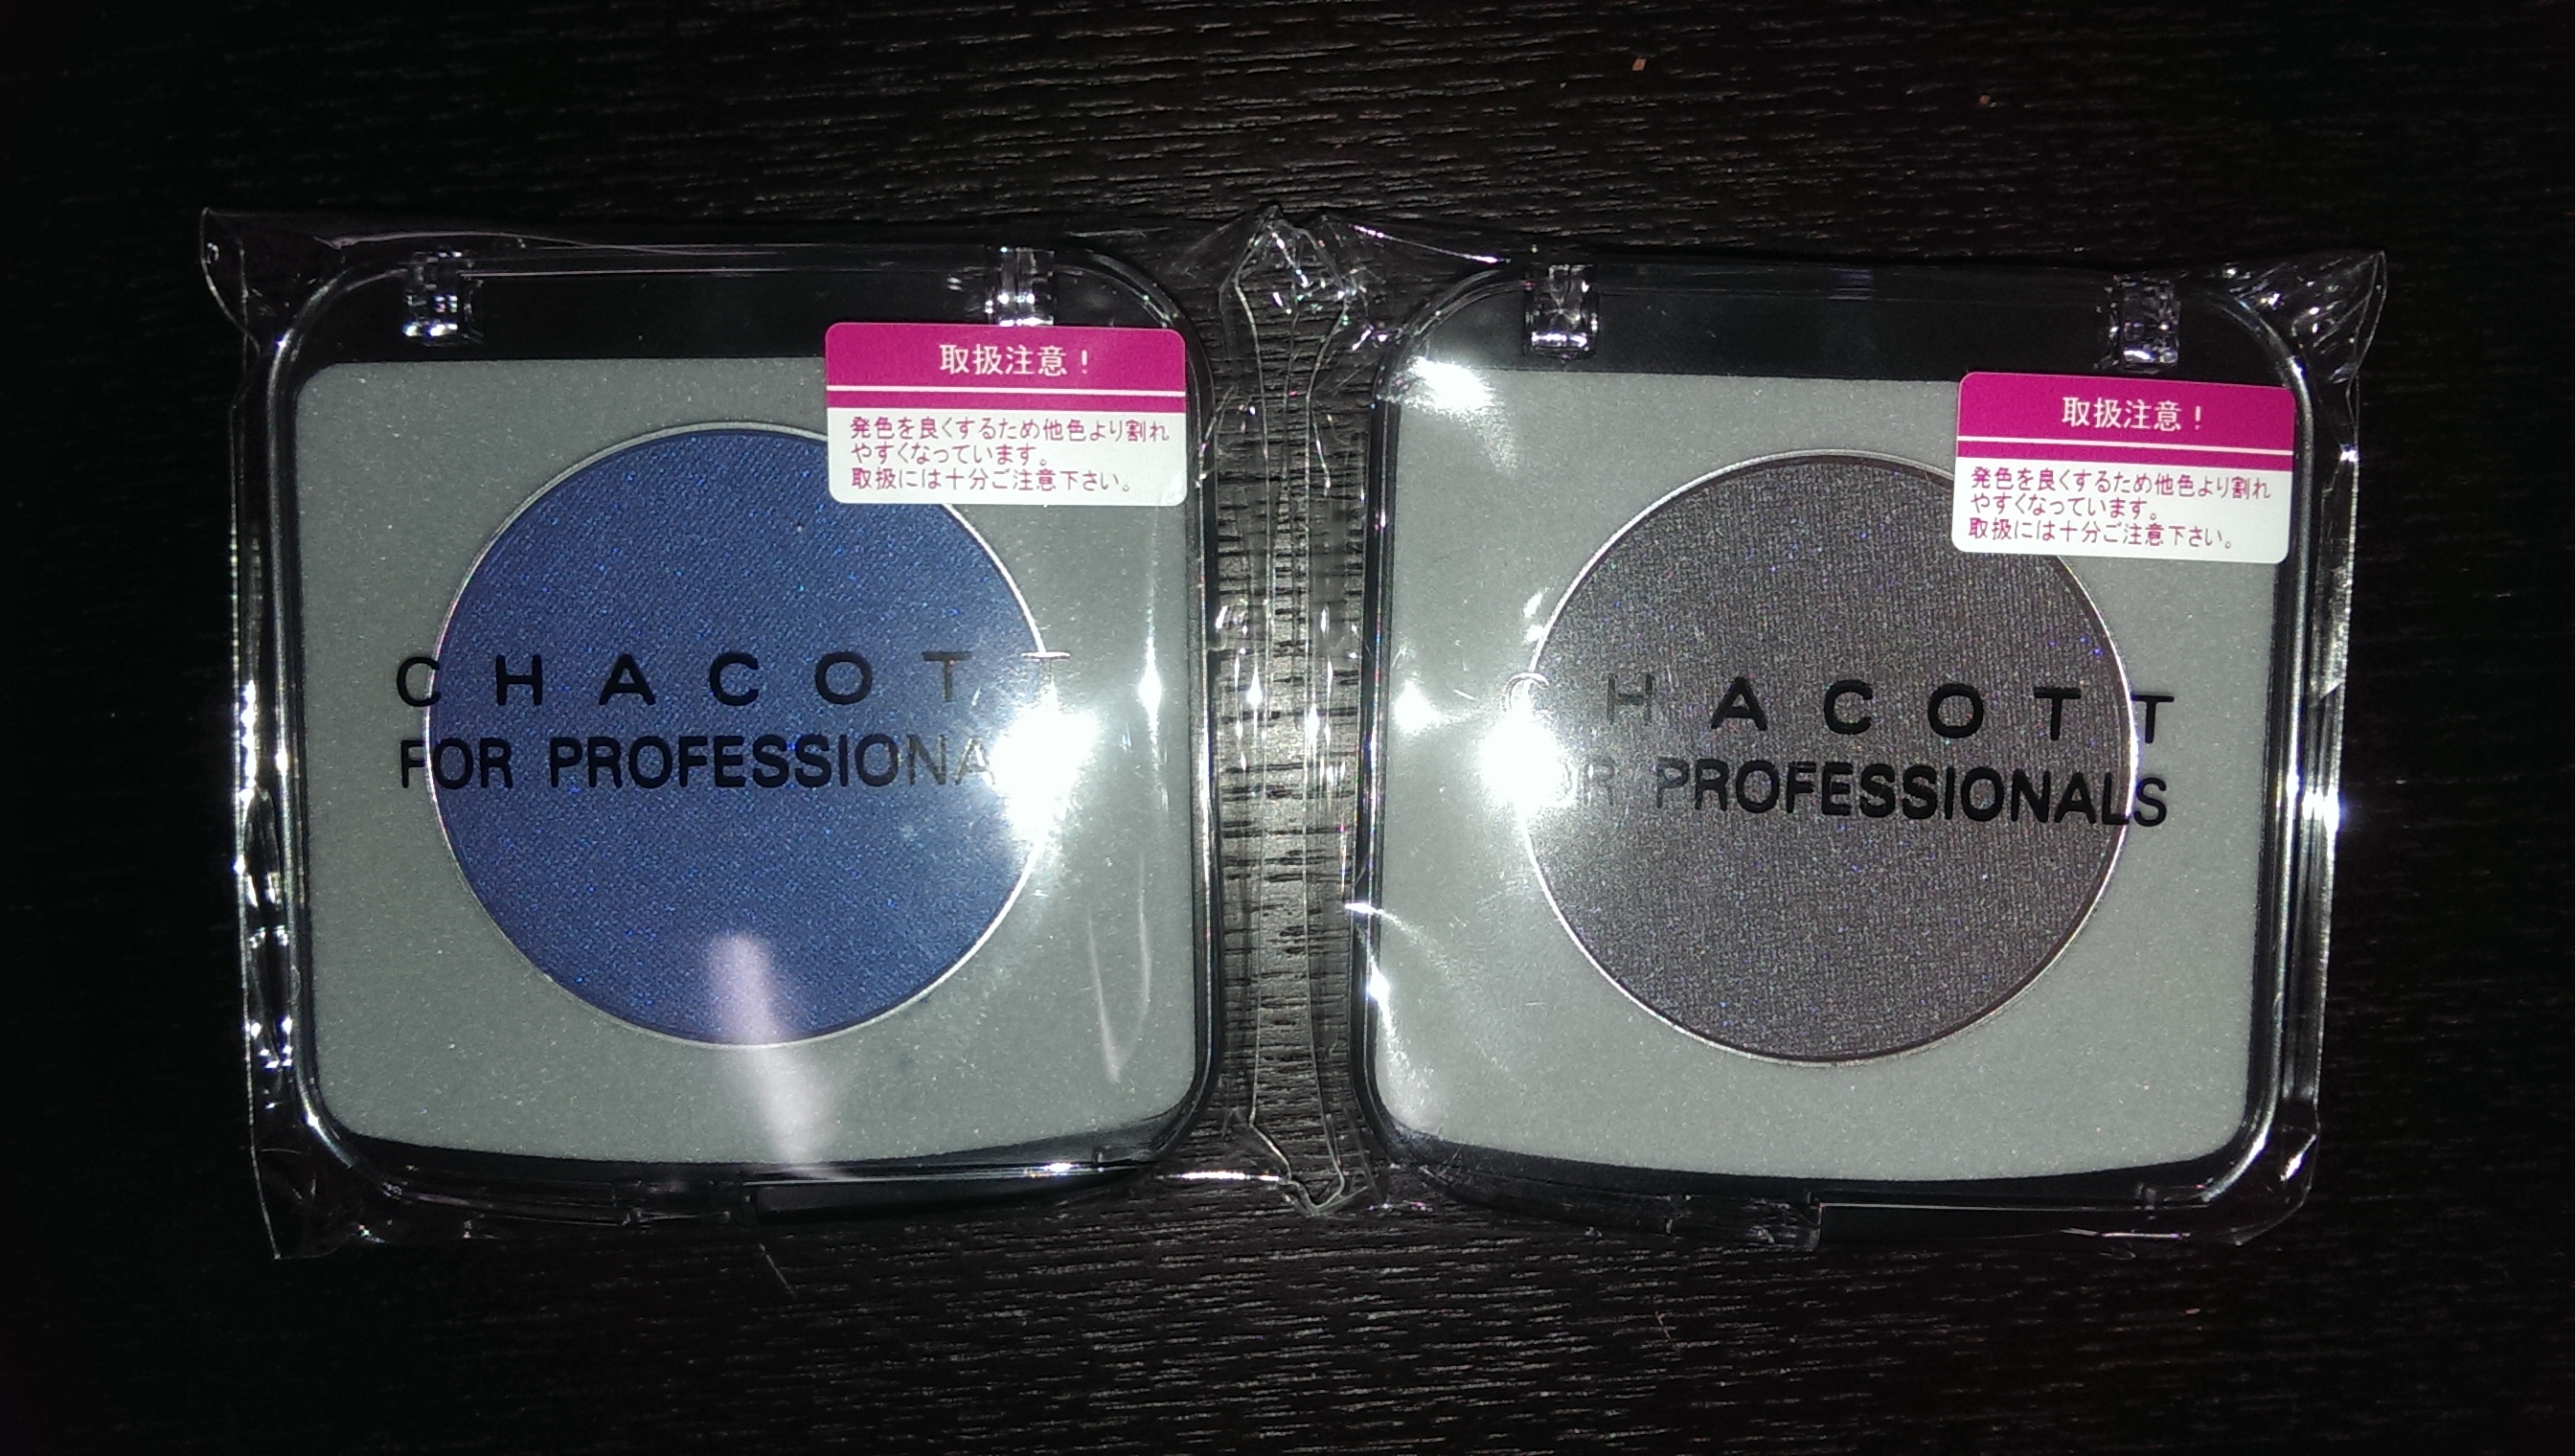 取扱注意！
発色を良くするため他色より割れ
やすくなっています。
取扱には十分ご注意下さい。
CHACOTT
FOR PROFESSIONA
取扱注意！
発色を良くするため他色より割れ
やすくなっています。
取扱には十分ご注意下さい。
CHACOTT
FOR PROFESSIONALS